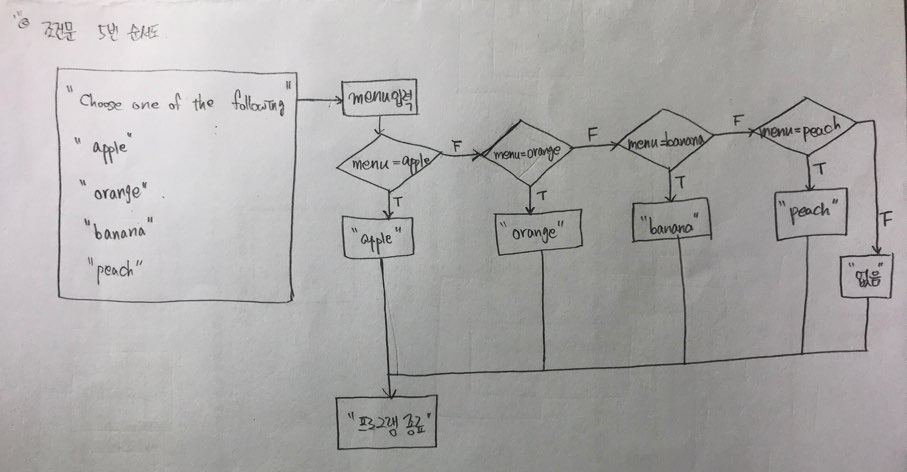 "☺ 조건문 5번 순서도
"Choose one of the following"
"apple"
"orange"
"banana"
"peach"
menu입력
menu=apple
F
T
"apple"
menu=orange
F
T
"orange"
menu=banana
F
T
"banana"
menu=peach
T
F
"peach"
"없음"
"프로그램 종료"